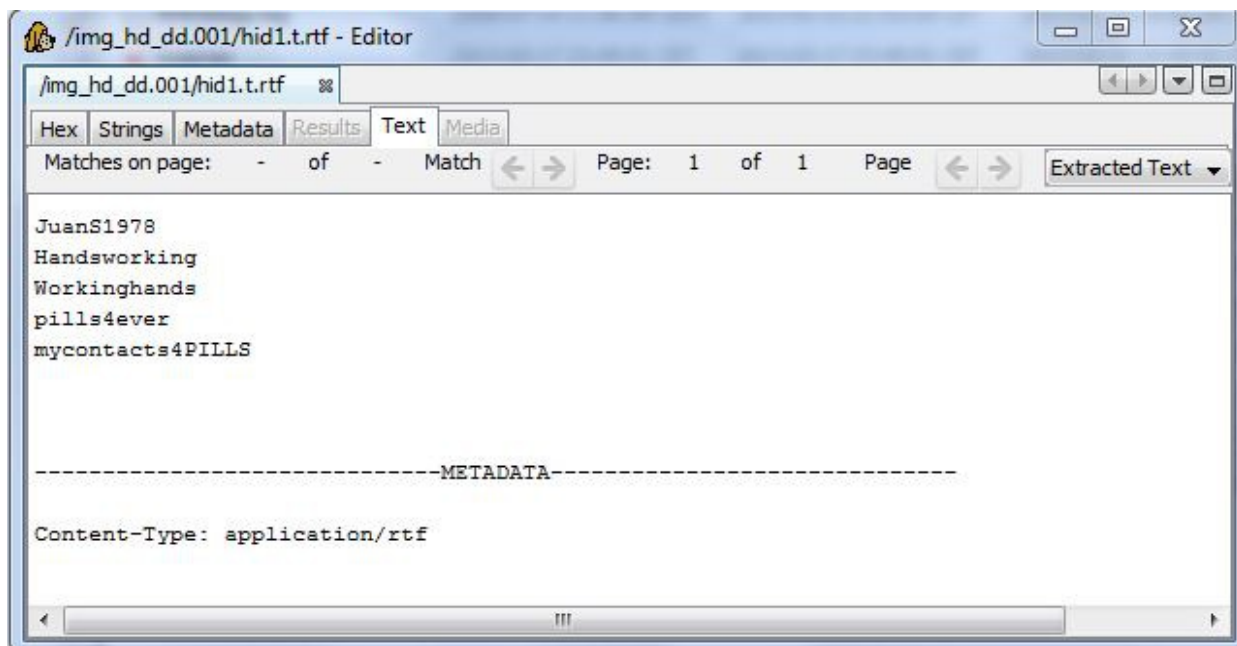 /img_hd_dd.001/hid1.t.rtf - Editor
/img_hd_dd.001/hid1.t.rtf
Hex Strings Metadata Results Text Media
Matches on page: - of - Match Page: 1 of 1 Page Extracted Text
JuanS1978
Handsworking
Workinghands
pills4ever
mycontacts4PILLS
------------------------------METADATA------------------------------
Content-Type: application/rtf